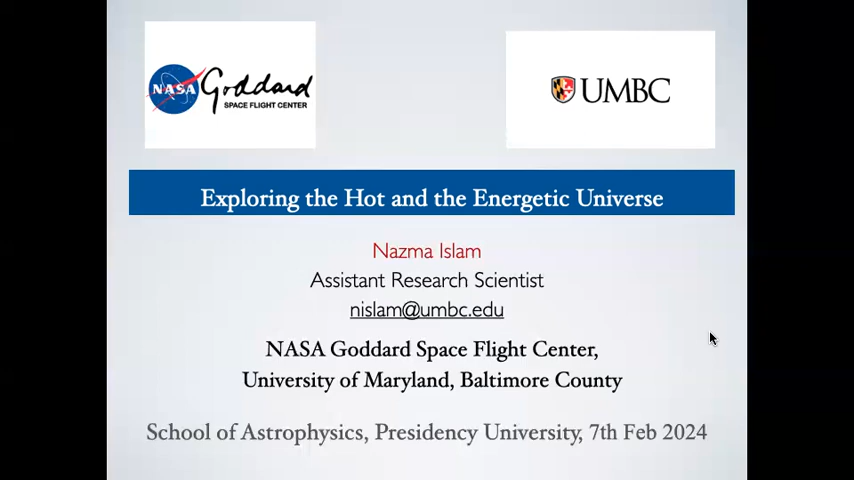 NASA Goddard
SPACE FLIGHT CENTER
UMBC
Exploring the Hot and the Energetic Universe
Nazma Islam
Assistant Research Scientist
nislam@umbc.edu
NASA Goddard Space Flight Center,
University of Maryland, Baltimore County
School of Astrophysics, Presidency University, 7th Feb 2024